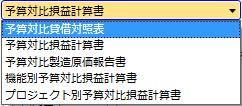 予算対比損益計算書
予算対比貸借対照表
予算対比損益計算書
予算対比製造原価報告書
機能別予算対比損益計算書
プロジェクト別予算対比損益計算書